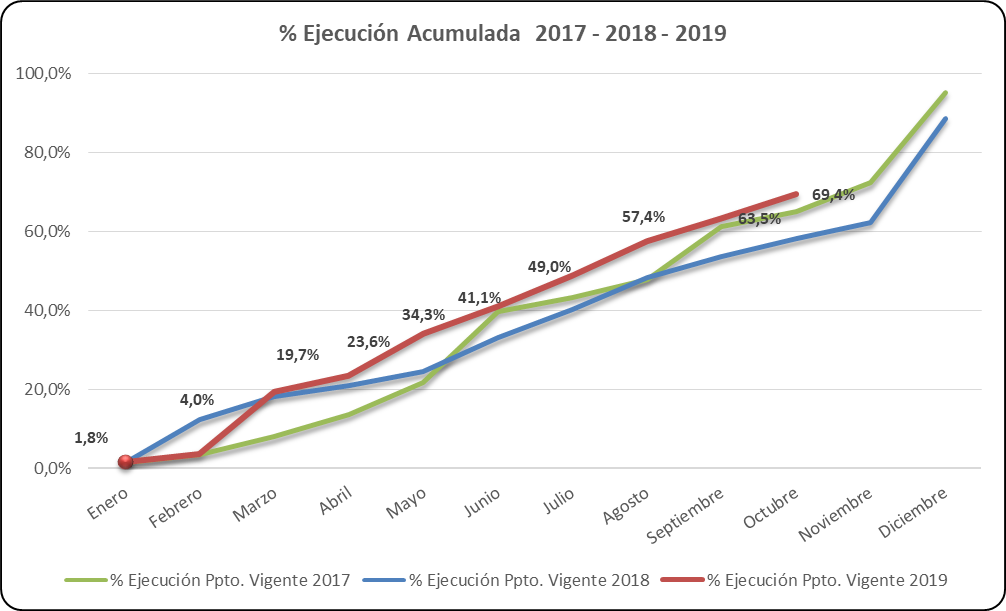 % Ejecución Acumulada 2017 - 2018 - 2019
100,0%
80,0%
60,0%
40,0%
20,0%
0,0%
1,8%
4,0%
19,7%
23,6%
34,3%
41,1%
49,0%
57,4%
63,5%
69,4%
Enero
Febrero
Marzo
Abril
Mayo
Junio
Julio
Agosto
Septiembre
Octubre
Noviembre
Diciembre
% Ejecución Ppto. Vigente 2017
% Ejecución Ppto. Vigente 2018
% Ejecución Ppto. Vigente 2019